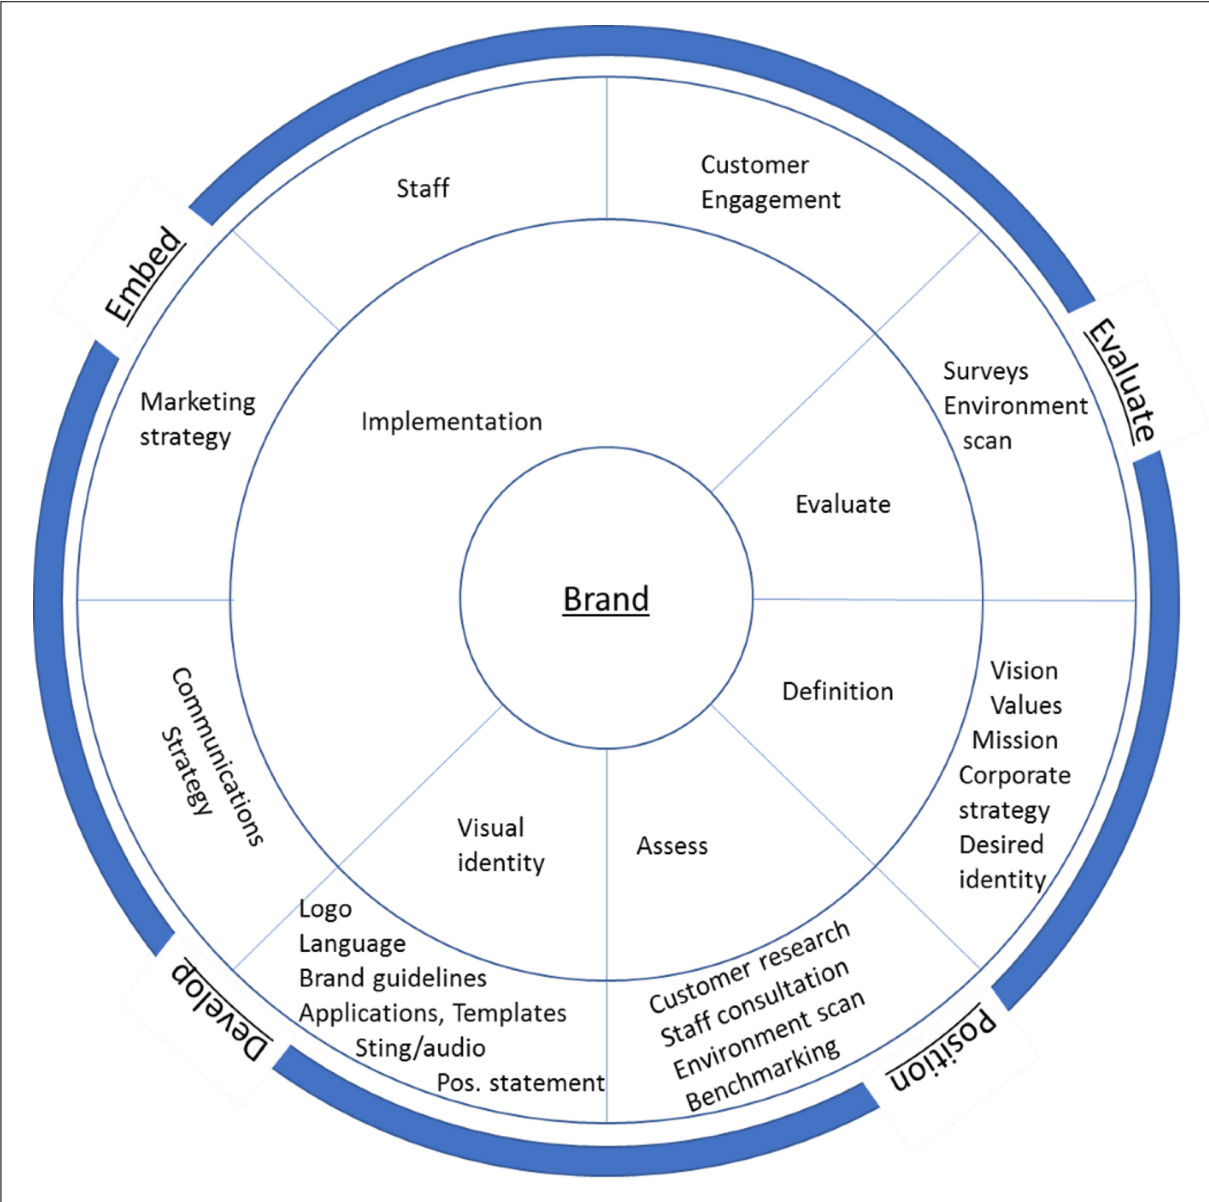 Staff
Customer
Engagement
Embed
Evaluate
Surveys
Environment
scan
Marketing
strategy
Implementation
Evaluate
Brand
Definition
Vision
Values
Mission
Corporate
strategy
Desired
identity
Communications
Strategy
Visual
identity
Assess
Logo
Language
Brand guidelines
Applications, Templates
Sting/audio
Pos. statement
Customer research
Staff consultation
Environment scan
Benchmarking
Develop
Position